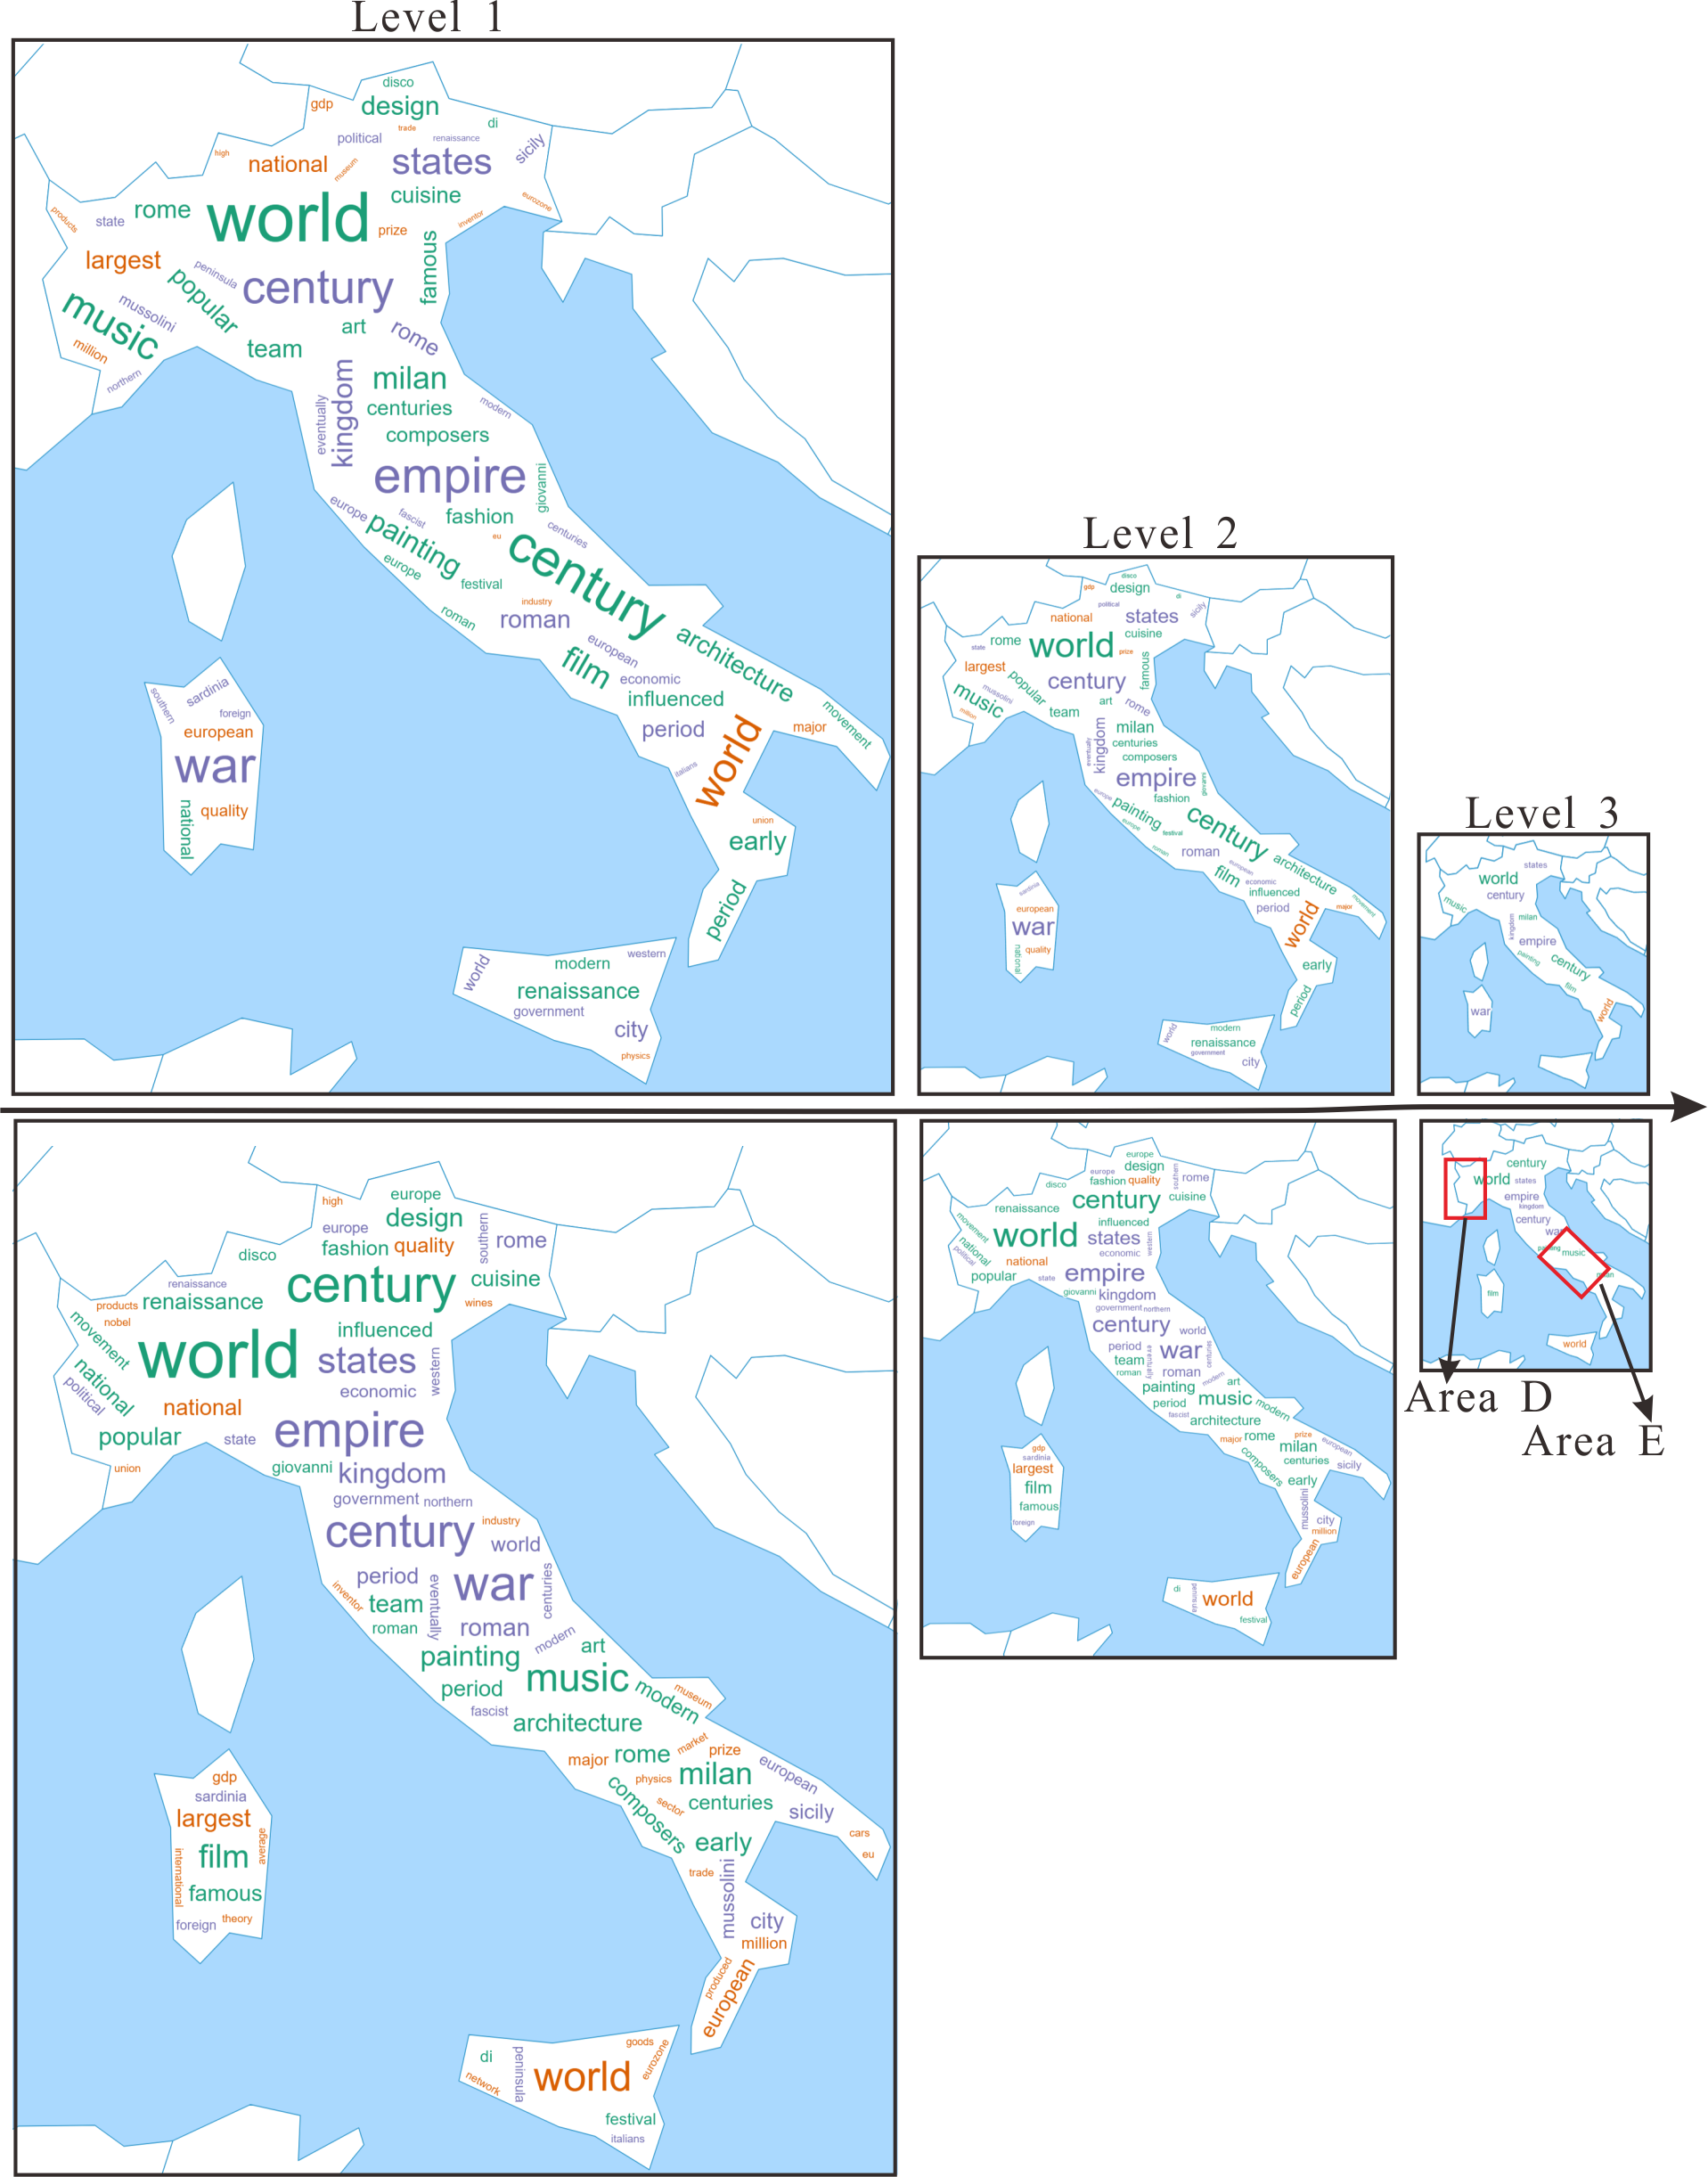 Level 1
disco
gdp
design
trade
di
political
renaissance
high
national
museum
states
sicily
cuisine
eurozone
products
state
rome
world
prize
inventor
largest
peninsula
famous
popular
century
music
mussolini
art
rome
million
team
northern
kingdom
milan
eventually
centuries
modern
composers
empire
giovanni
europe
fascist
fashion
painting
eu
centuries
century
europe
festival
industry
roman
roman
european
architecture
film
economic
influenced
period
world
major
movement
italians
southern
sardinia
foreign
european
war
quality
national
union
early
period
world
modern
western
renaissance
government
city
physics
Level 2
disco
gdp
design
di
political
national
states
sicily
cuisine
state
rome
world
prize
largest
famous
popular
century
mussolini
music
art
rome
million
team
kingdom
milan
eventually
centuries
composers
empire
giovanni
europe
fashion
painting
century
europe
festival
roman
roman
european
architecture
film
economic
influenced
period
world
major
movement
sardinia
european
war
quality
national
early
period
world
modern
renaissance
government
city
Level 3
states
world
century
music
milan
kingdom
empire
painting
century
film
war
world
high
europe
europe
design
southern
rome
fashion
quality
disco
century
cuisine
renaissance
products
renaissance
wines
nobel
movement
influenced
world
states
western
national
economic
political
national
popular
state
empire
union
giovanni
kingdom
government
northern
century
industry
world
period
war
centuries
inventor
team
eventually
roman
roman
modern
art
painting
music
period
modern
museum
fascist
architecture
major
rome
market
prize
physics
milan
european
composers
sector
centuries
sicily
early
cars
eu
trade
mussolini
city
million
produced
european
gdp
sardinia
largest
film
average
international
famous
foreign
theory
di
peninsula
world
goods
eurozone
network
festival
italians
europe
europe
design
southern
rome
disco
fashion
quality
century
cuisine
renaissance
movement
influenced
world
states
western
national
economic
political
national
popular
state
empire
giovanni
kingdom
government
northern
century
world
period
war
centuries
team
eventually
roman
roman
modern
art
painting
music
period
modern
fascist
architecture
major
rome
prize
milan
european
composers
centuries
sicily
early
mussolini
city
million
european
gdp
sardinia
largest
film
famous
foreign
di
peninsula
world
festival
century
world
states
empire
kingdom
century
music
film
world
Area D
Area E